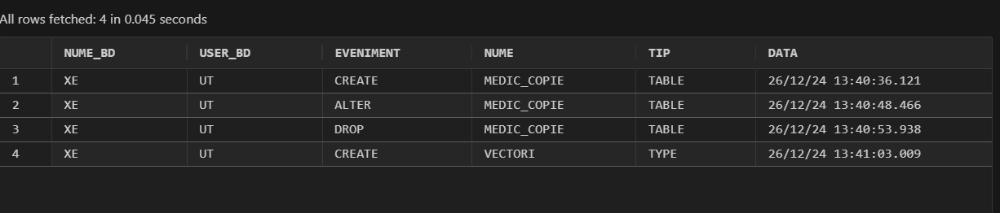 All rows fetched: 4 in 0.045 seconds
NUME_BD USER_BD EVENIMENT NUME TIP DATA
1 XE UT CREATE MEDIC_COPIE TABLE 26/12/24 13:40:36.121
2 XE UT ALTER MEDIC_COPIE TABLE 26/12/24 13:40:48.466
3 XE UT DROP MEDIC_COPIE TABLE 26/12/24 13:40:53.938
4 XE UT CREATE VECTORI TYPE 26/12/24 13:41:03.009